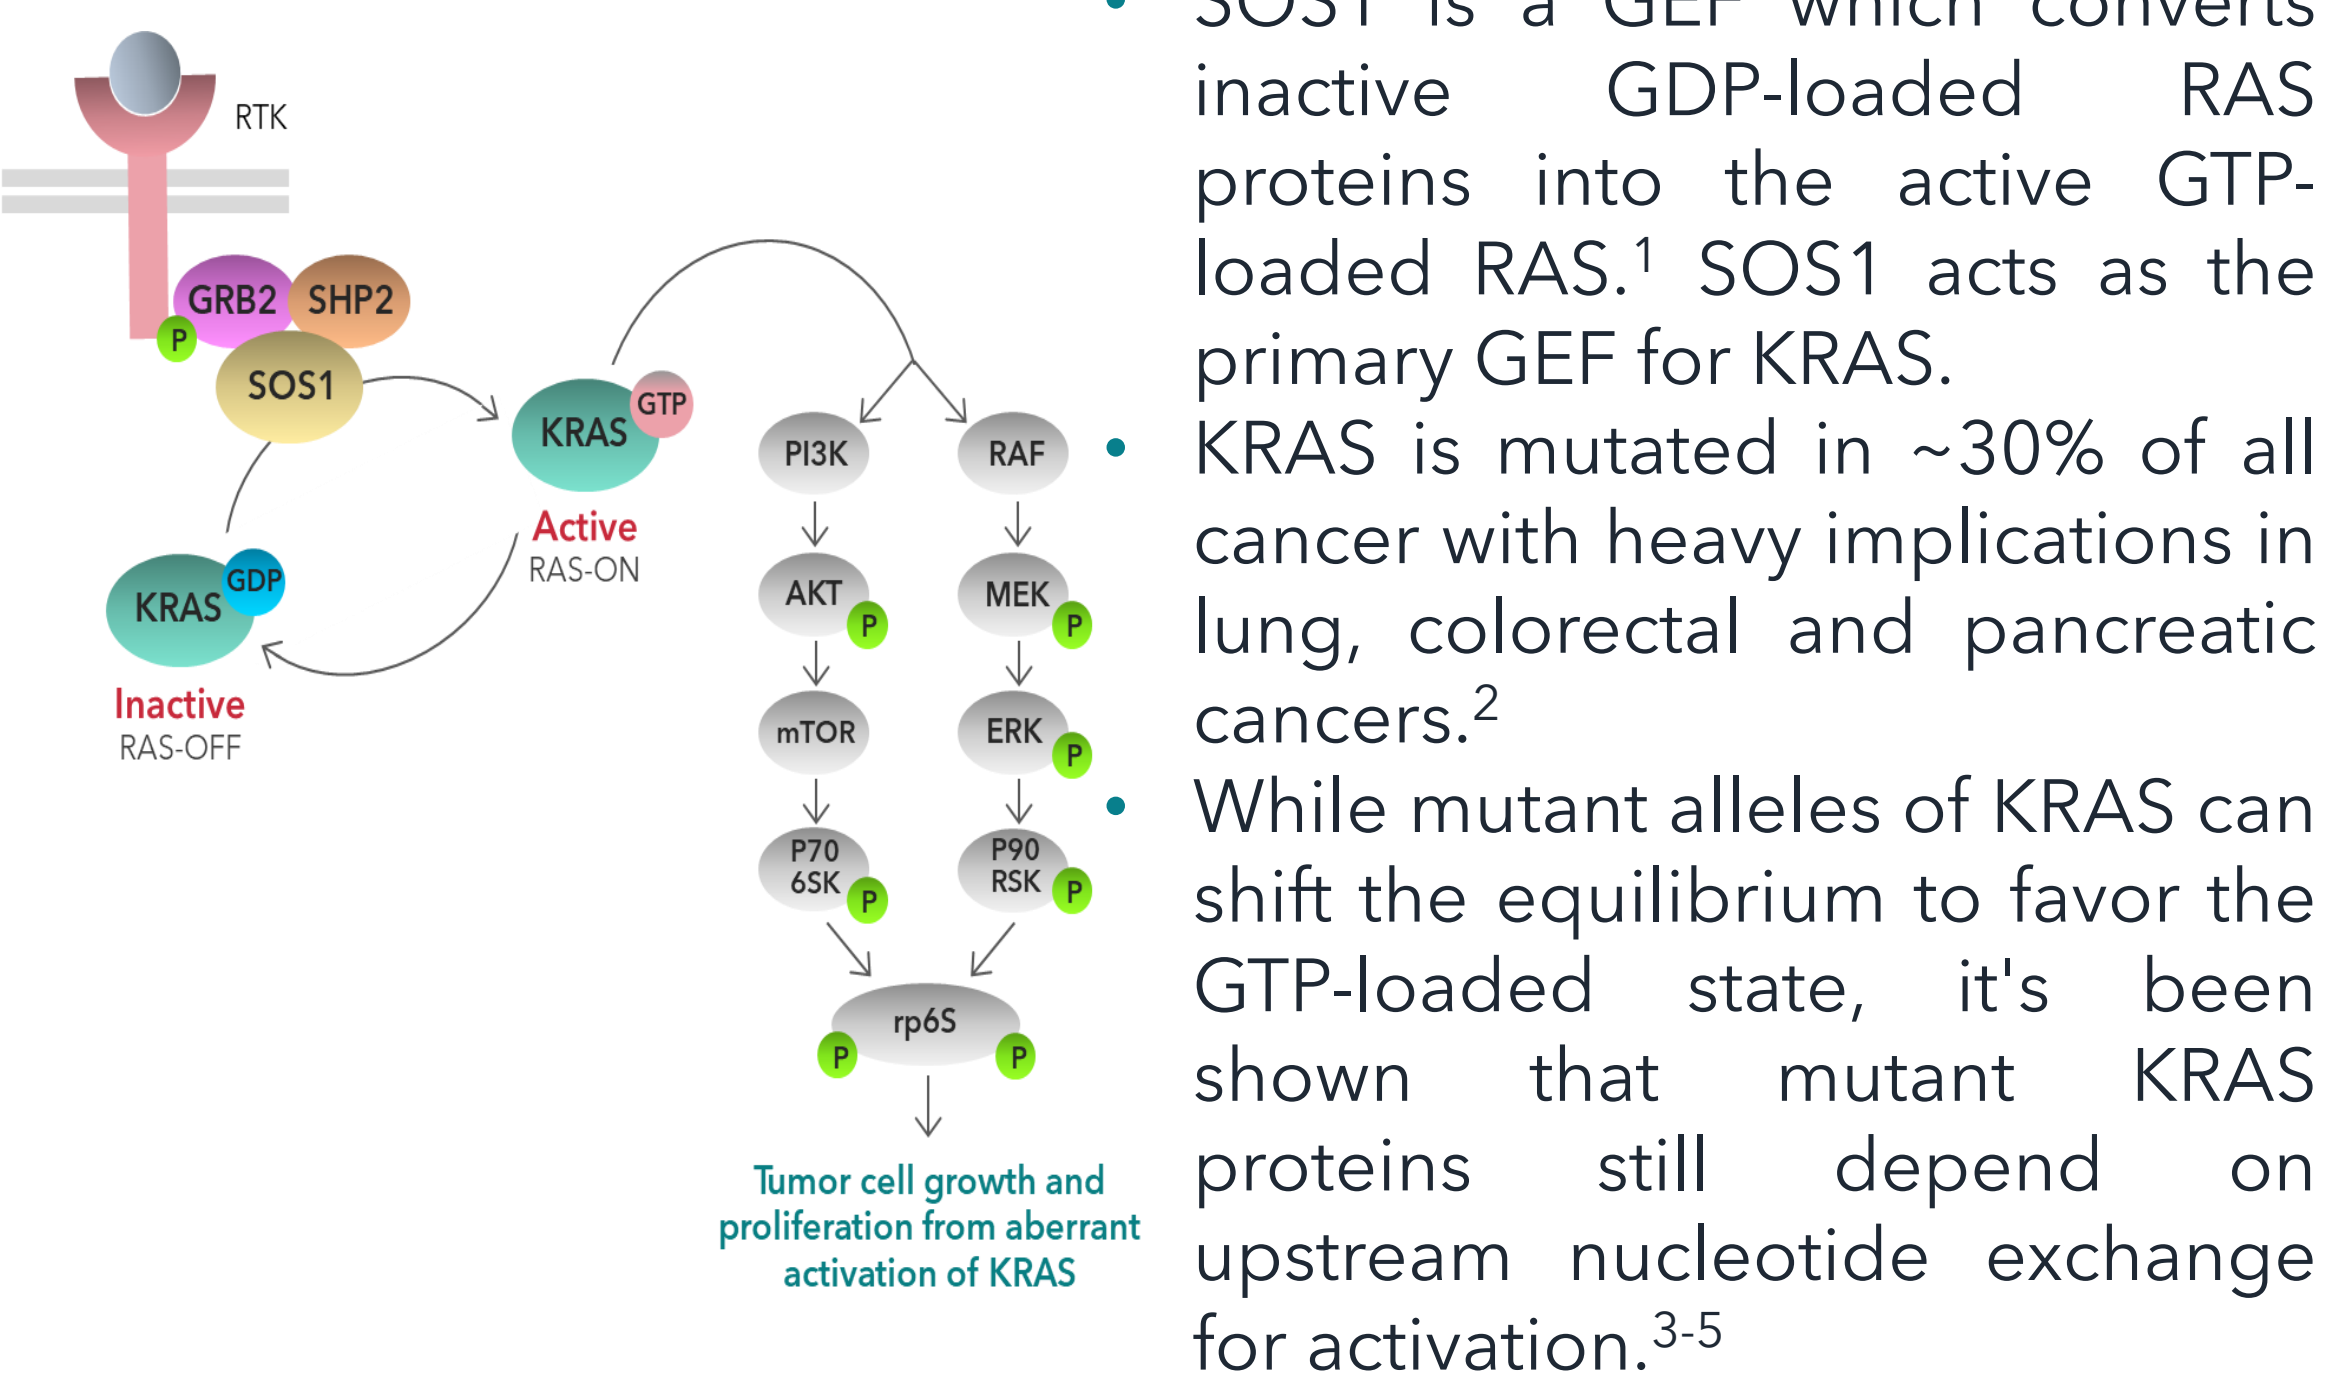 RTK
GRB2
SHP2
P
SOS1
KRAS
GTP
Active
RAS-ON
KRAS
GDP
Inactive
RAS-OFF
PI3K
RAF
AKT
P
MEK
P
mTOR
ERK
P
P70
6SK
P
P90
RSK
P
rp6S
P
P
Tumor cell growth and
proliferation from aberrant
activation of KRAS
• SOS1 is a GEF which converts
inactive GDP-loaded RAS
proteins into the active GTP-
loaded RAS.¹ SOS1 acts as the
primary GEF for KRAS.
• KRAS is mutated in ~30% of all
cancer with heavy implications in
lung, colorectal and pancreatic
cancers.²
• While mutant alleles of KRAS can
shift the equilibrium to favor the
GTP-loaded state, it's been
shown that mutant KRAS
proteins still depend on
upstream nucleotide exchange
for activation.³⁻⁵